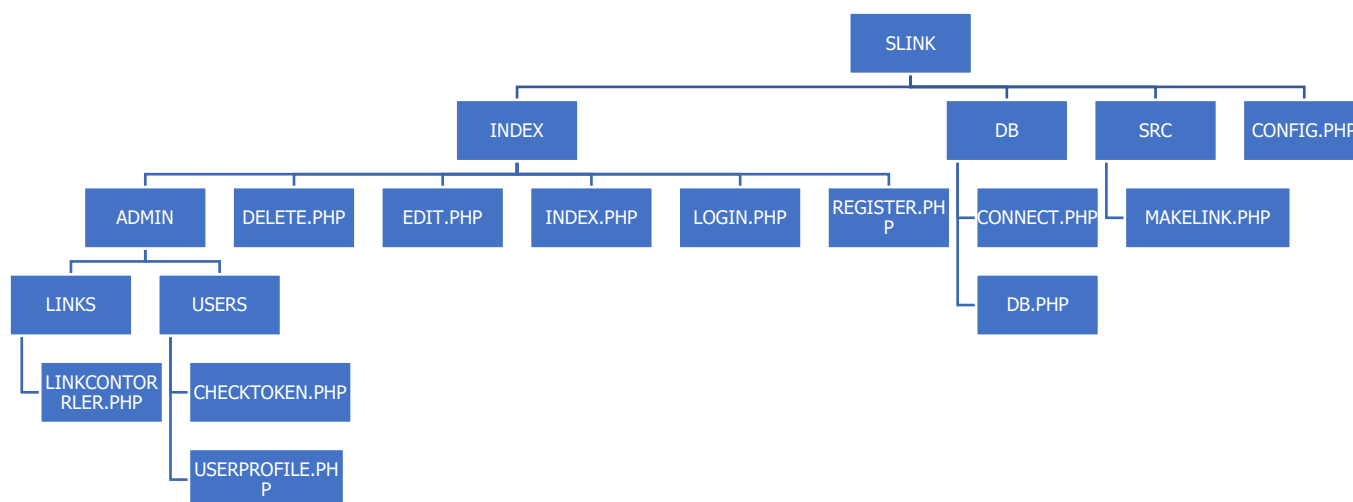 SLINK
INDEX
DB
SRC
CONFIG.PHP
ADMIN
DELETE.PHP
EDIT.PHP
INDEX.PHP
LOGIN.PHP
REGISTER.PH
P
CONNECT.PHP
MAKELINK.PHP
LINKS
USERS
DB.PHP
LINKCONTOR
RLER.PHP
CHECKTOKEN.PHP
USERPROFILE.PH
P